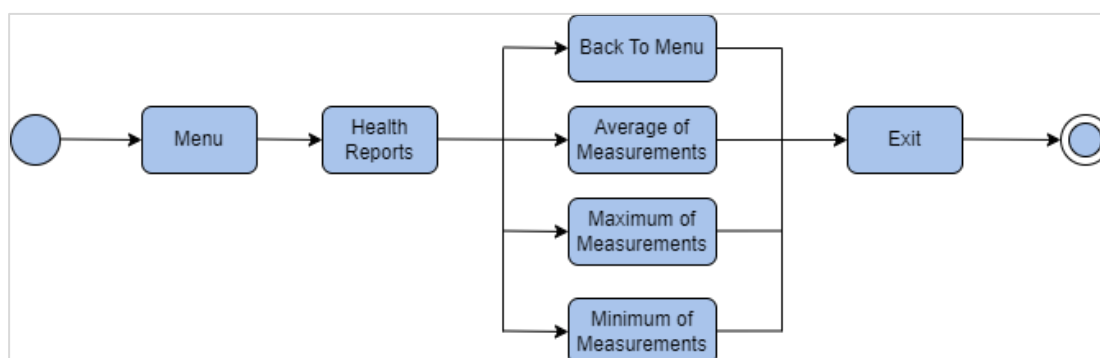 Back To Menu
Menu
Health
Reports
Average of
Measurements
Exit
Maximum of
Measurements
Minimum of
Measurements